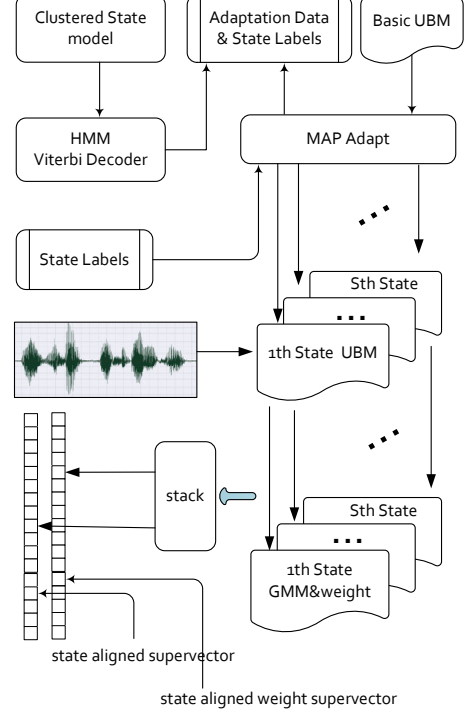 Clustered State
model
Adaptation Data
& State Labels
Basic UBM
HMM
Viterbi Decoder
MAP Adapt
...
State Labels
Sth State
...
1th State UBM
...
stack
Sth State
...
1th State
GMM&weight
state aligned supervector
state aligned weight supervector